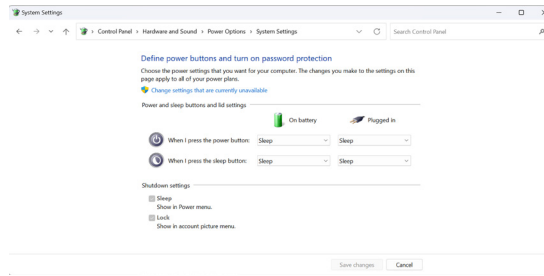 System Settings
Control Panel > Hardware and Sound > Power Options > System Settings
Search Control Panel
Define power buttons and turn on password protection
Choose the power settings that you want for your computer. The changes you make to the settings on this
page apply to all of your power plans.
Change settings that are currently unavailable
Power and sleep buttons and lid settings
On battery Plugged in
When I press the power button: Sleep Sleep
When I press the sleep button: Sleep Sleep
Shutdown settings
Sleep
Show in Power menu.
Lock
Show in account picture menu.
Save changes Cancel